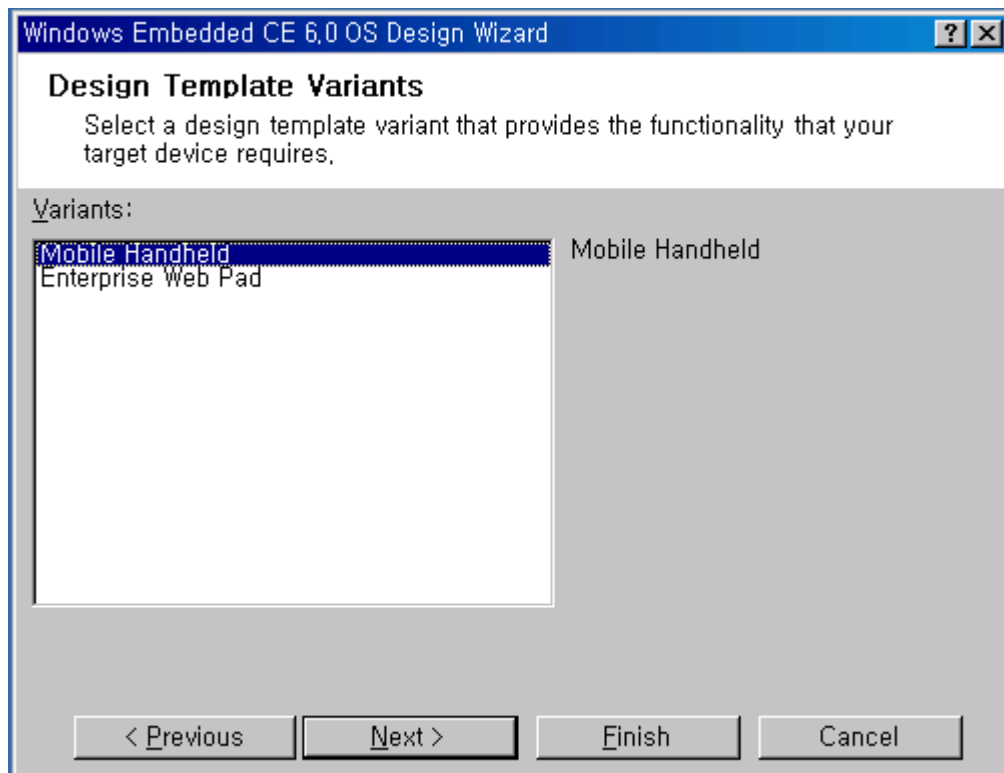 Windows Embedded CE 6,0 OS Design Wizard
Design Template Variants
Select a design template variant that provides the functionality that your
target device requires,
Variants:
Mobile Handheld
Mobile Handheld
Enterprise Web Pad
< Previous
Next >
Finish
Cancel